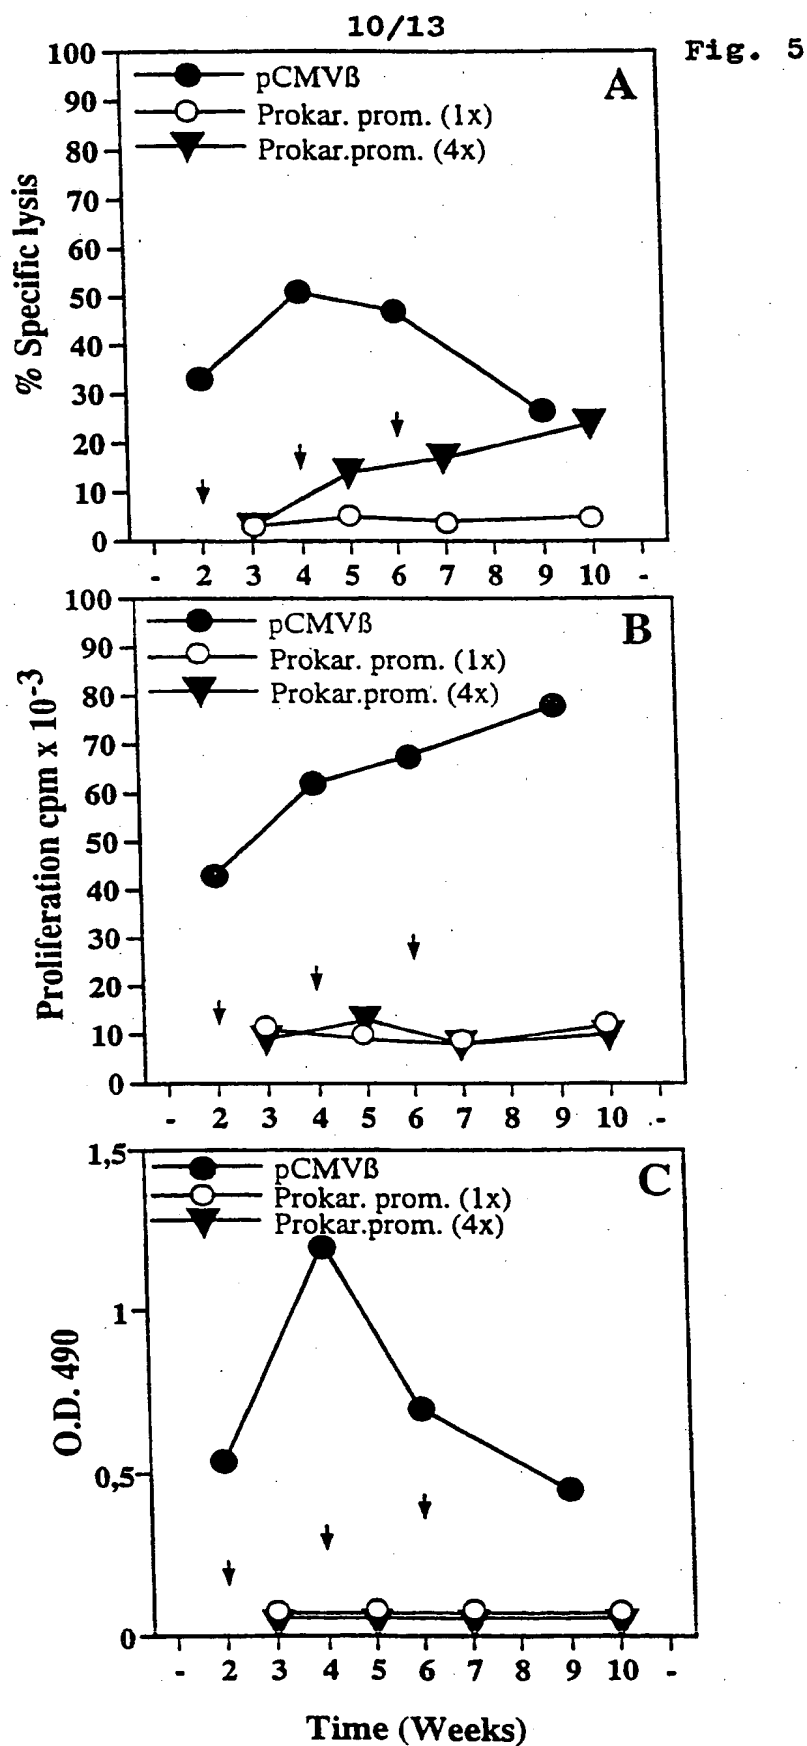 10/13
Fig. 5
A
pCMVß
Prokar. prom. (1x)
Prokar.prom. (4x)
% Specific lysis
100
90
80
70
60
50
40
30
20
10
0
- 2 3 4 5 6 7 8 9 10 -
B
pCMVß
Prokar. prom. (1x)
Prokar.prom. (4x)
Proliferation cpm x 10-3
100
90
80
70
60
50
40
30
20
10
0
- 2 3 4 5 6 7 8 9 10 -
C
pCMVß
Prokar. prom. (1x)
Prokar.prom. (4x)
O.D. 490
1,5
1
0,5
0
- 2 3 4 5 6 7 8 9 10 -
Time (Weeks)